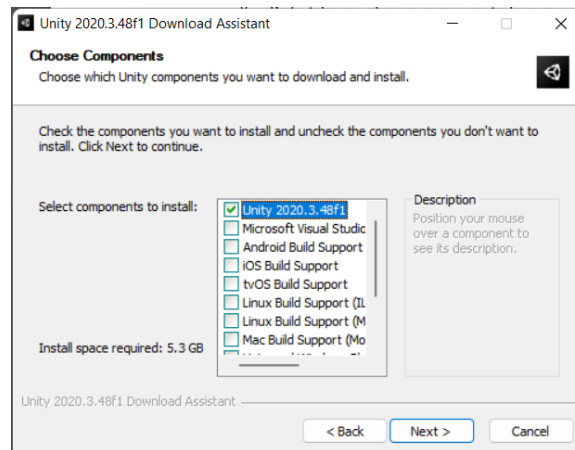 Unity 2020.3.48f1 Download Assistant
Choose Components
Choose which Unity components you want to download and install.
Check the components you want to install and uncheck the components you don't want to
install. Click Next to continue.
Select components to install:
Unity 2020.3.48f1
Microsoft Visual Studic
Android Build Support
iOS Build Support
tvOS Build Support
Linux Build Support (IL
Linux Build Support (M
Mac Build Support (Mo
Description
Position your mouse
over a component to
see its description.
Install space required: 5.3 GB
Unity 2020.3.48f1 Download Assistant
< Back
Next >
Cancel